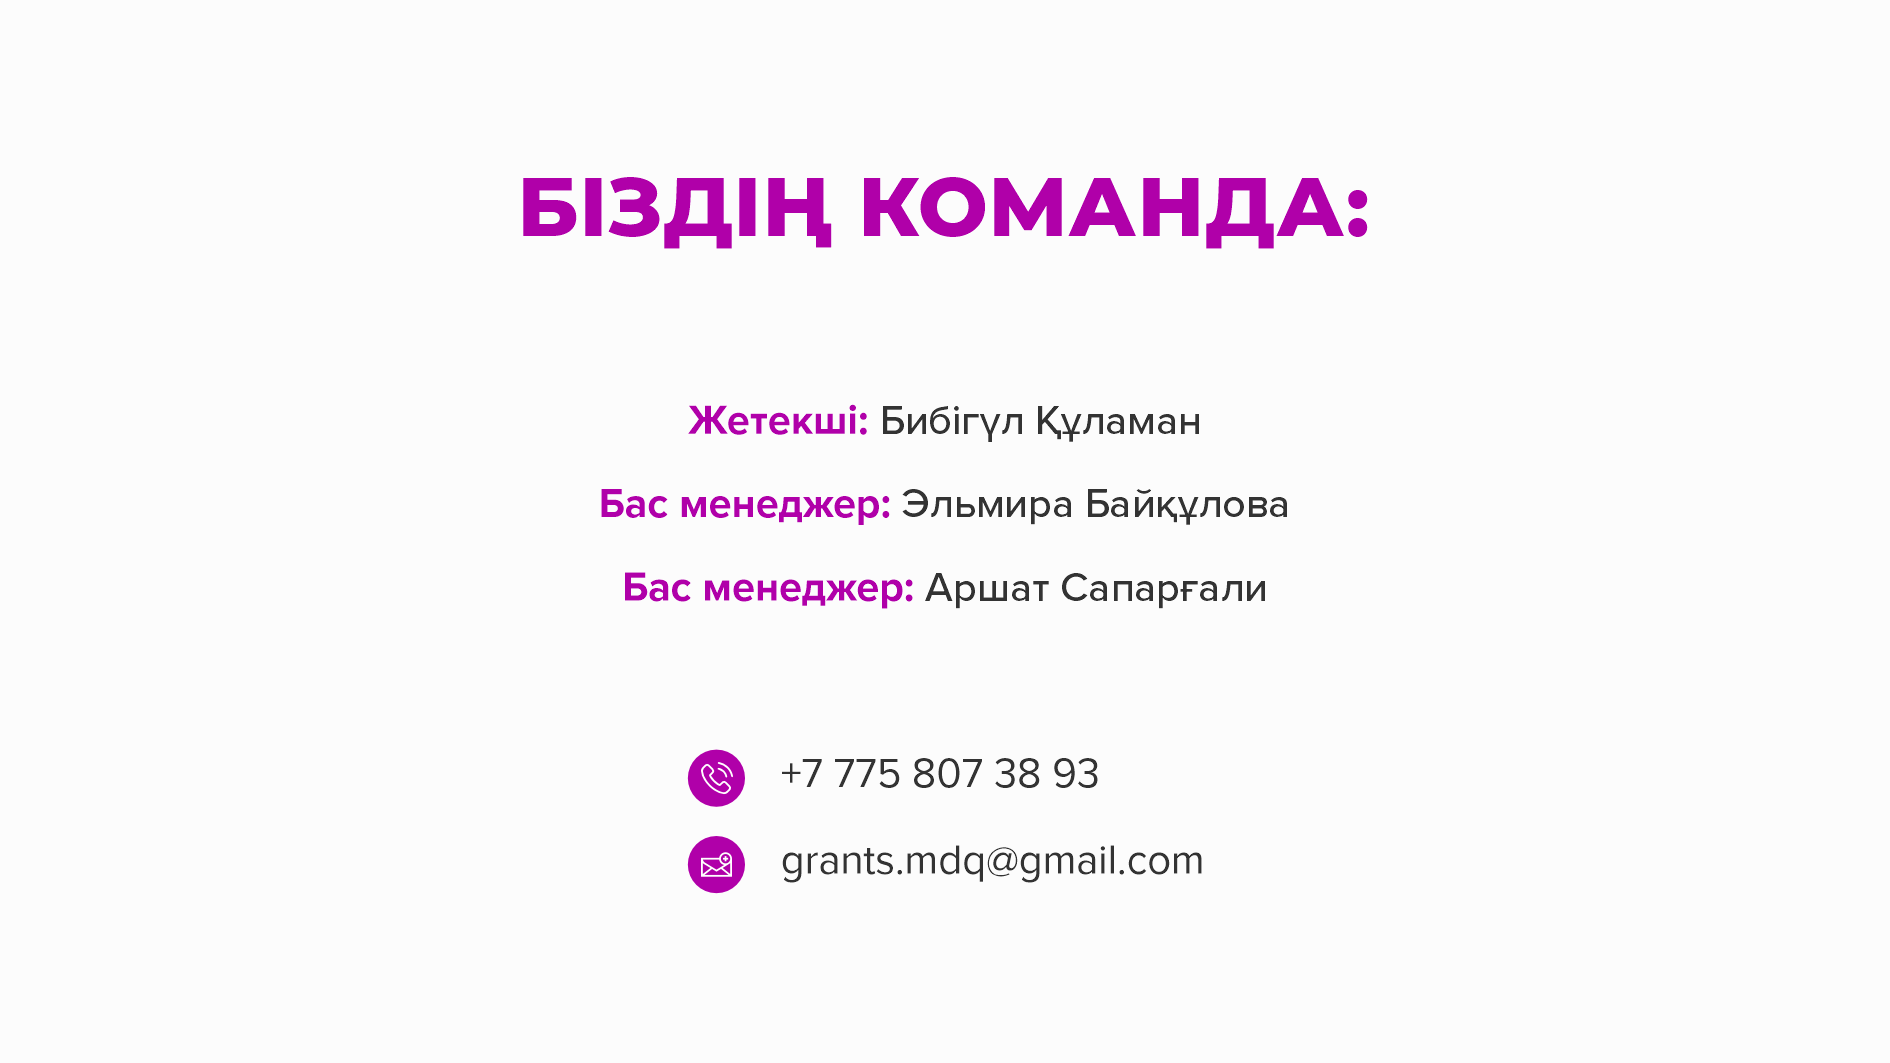 БІЗДІҢ КОМАНДА:
Жетекші: Бибігүл Құламан
Бас менеджер: Эльмира Байқұлова
Бас менеджер: Аршат Сапарғали
+7 775 807 38 93
grants.mdq@gmail.com